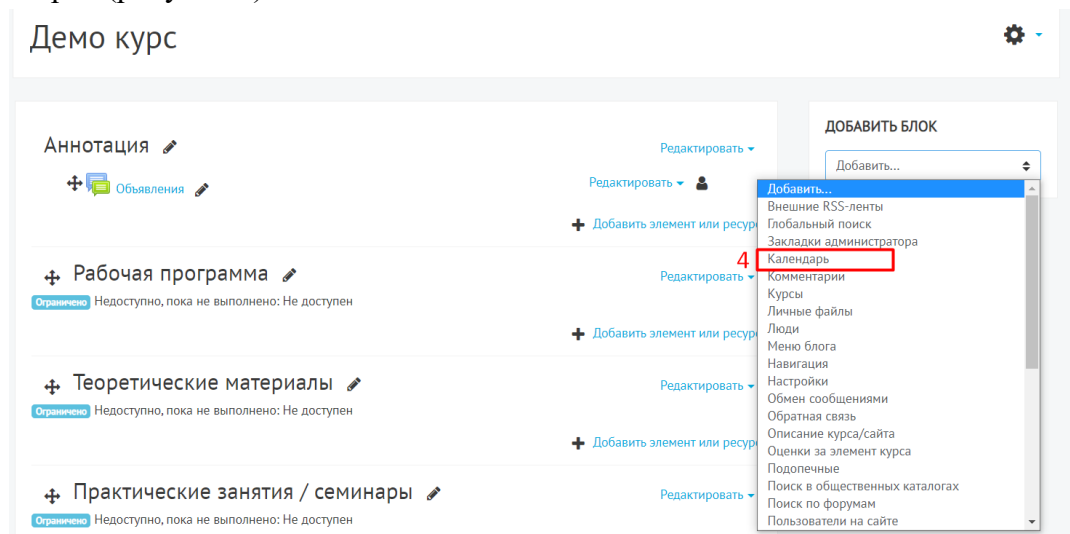 Демо курс
Аннотация
Редактировать
Объявления
Редактировать
Добавить элемент или ресур
Рабочая программа
Редактировать
Ограничено Недоступно, пока не выполнено: Не доступен
Добавить элемент или ресур
Теоретические материалы
Редактировать
Ограничено Недоступно, пока не выполнено: Не доступен
Добавить элемент или ресур
Практические занятия / семинары
Редактировать
Ограничено Недоступно, пока не выполнено: Не доступен
ДОБАВИТЬ БЛОК
Добавить...
Добавить...
Внешние RSS-ленты
Глобальный поиск
Закладки администратора
4 Календарь
Комментарии
Курсы
Личные файлы
Люди
Меню блога
Навигация
Настройки
Обмен сообщениями
Обратная связь
Описание курса/сайта
Оценки за элемент курса
Подопечные
Поиск в общественных каталогах
Поиск по форумам
Пользователи на сайте